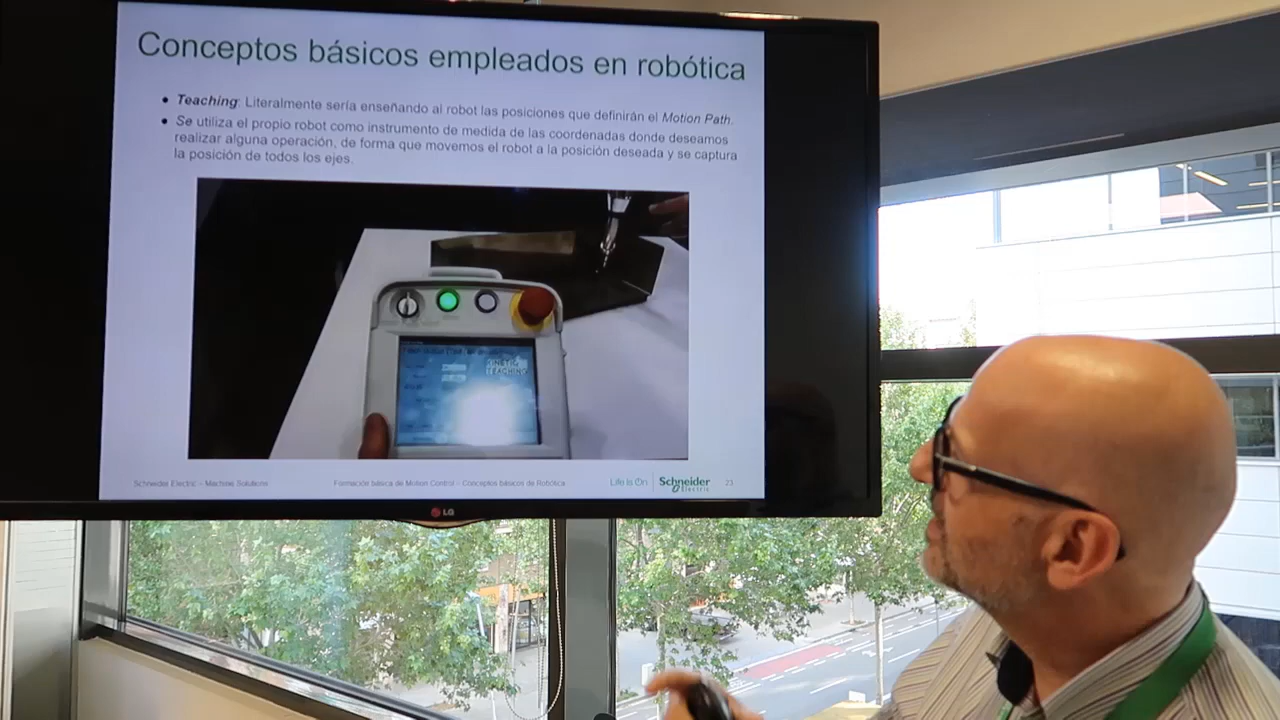 Conceptos básicos empleados en robótica
• Teaching: Literalmente sería enseñando al robot las posiciones que definirán el Motion Path.
• Se utiliza el propio robot como instrumento de medida de las coordenadas donde deseamos
realizar alguna operación, de forma que movemos el robot a la posición deseada y se captura
la posición de todos los ejes.
KINETIC
TEACHING
Schneider Electric – Machine Solutions
Formación básica de Motion Control – Conceptos básicos de Robótica
Life Is On
Schneider
Electric
23
LG